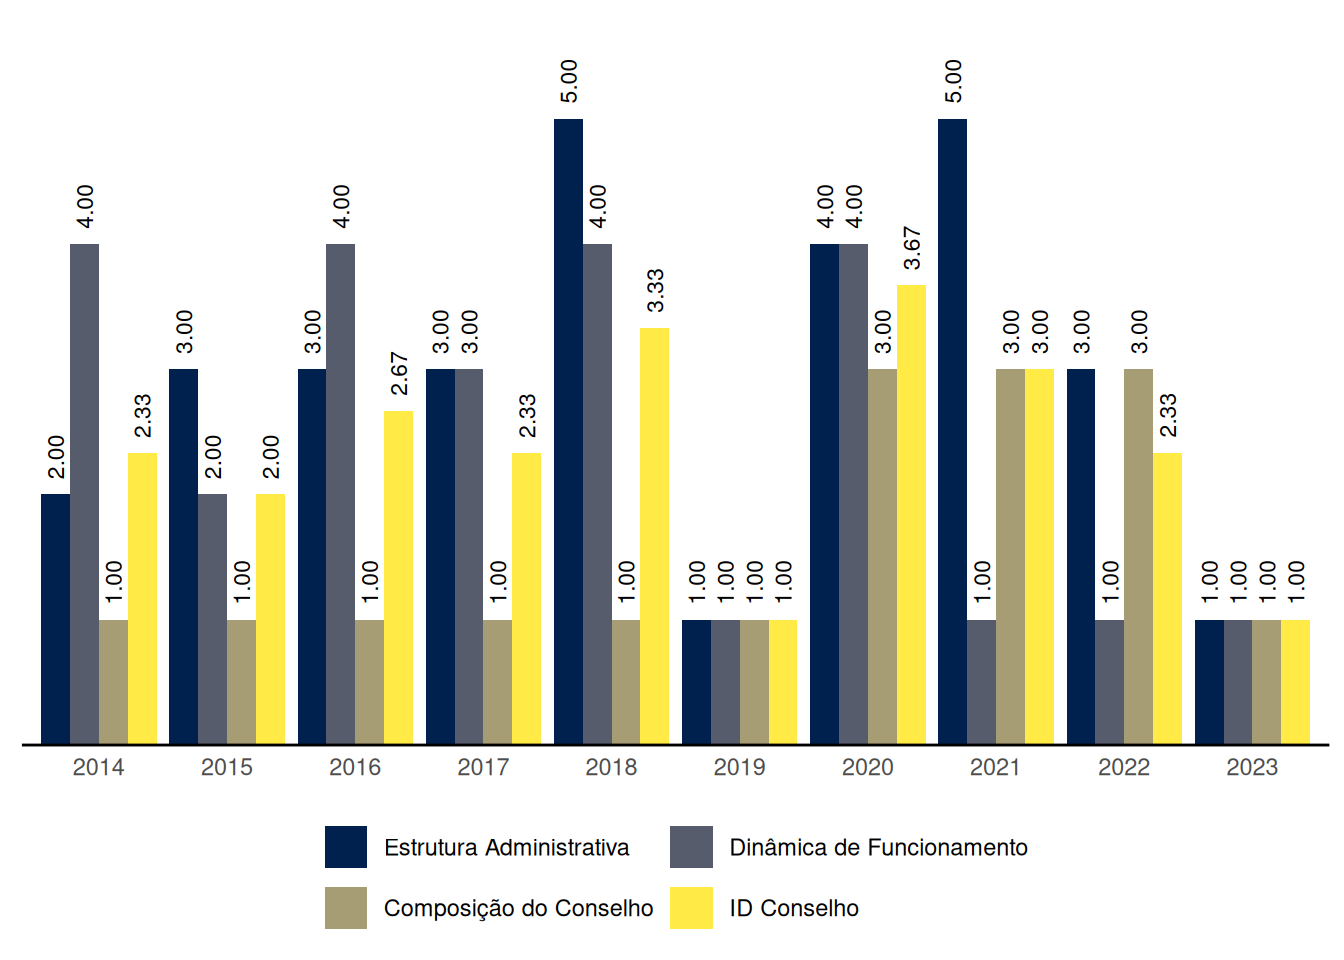 5.00 5.00
4.00 4.00 4.00 4.00 4.00
3.67
3.33
3.00 3.00 3.00 3.00 3.00 3.00 3.00 3.00 3.00
2.67
2.33 2.33 2.33
2.00 2.00 2.00
1.00 1.00 1.00 1.00 1.00 1.00 1.00 1.00 1.00 1.00 1.00 1.00 1.00 1.00 1.00
2014 2015 2016 2017 2018 2019 2020 2021 2022 2023
Estrutura Administrativa Dinâmica de Funcionamento
Composição do Conselho ID Conselho